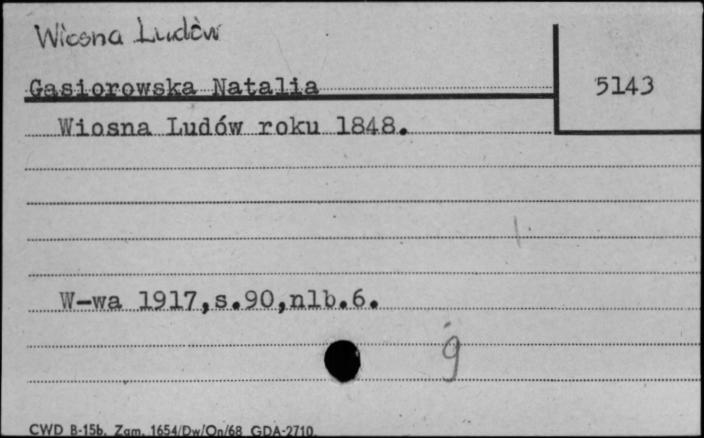 Wiosna Ludów
Gąsiorowska Natalia
5143
Wiosna Ludów roku 1848.
W-wa 1917,s.90,nlb.6.
g
CWD B-15b. Zam. 1654/Dw/On/68 GDA-2710.